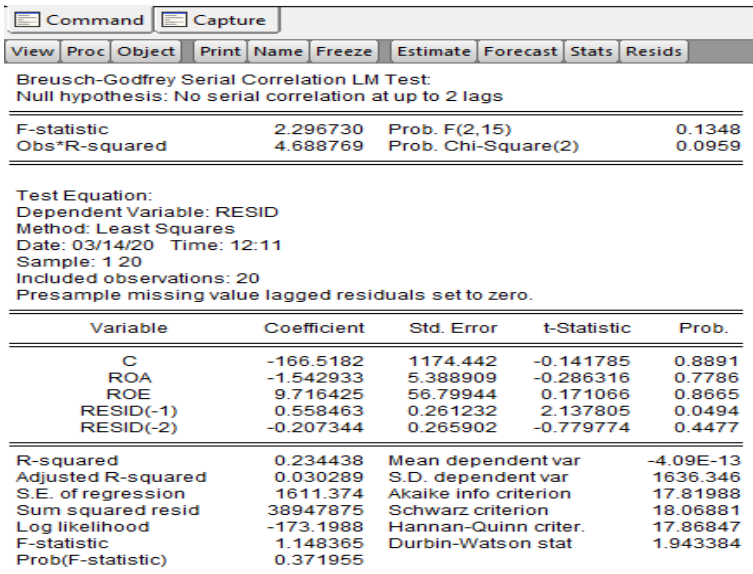 Command Capture
View Proc Object Print Name Freeze Estimate Forecast Stats Resids
Breusch-Godfrey Serial Correlation LM Test:
Null hypothesis: No serial correlation at up to 2 lags
F-statistic 2.296730 Prob. F(2,15) 0.1348
Obs*R-squared 4.688769 Prob. Chi-Square(2) 0.0959
Test Equation:
Dependent Variable: RESID
Method: Least Squares
Date: 03/14/20 Time: 12:11
Sample: 1 20
Included observations: 20
Presample missing value lagged residuals set to zero.
Variable Coefficient Std. Error t-Statistic Prob.
C -166.5182 1174.442 -0.141785 0.8891
ROA -1.542933 5.388909 -0.286316 0.7786
ROE 9.716425 56.79944 0.171066 0.8665
RESID(-1) 0.558463 0.261232 2.137805 0.0494
RESID(-2) -0.207344 0.265902 -0.779774 0.4477
R-squared 0.234438 Mean dependent var -4.09E-13
Adjusted R-squared 0.030289 S.D. dependent var 1636.346
S.E. of regression 1611.374 Akaike info criterion 17.81988
Sum squared resid 38947875 Schwarz criterion 18.06881
Log likelihood -173.1988 Hannan-Quinn criter. 17.86847
F-statistic 1.148365 Durbin-Watson stat 1.943384
Prob(F-statistic) 0.371955